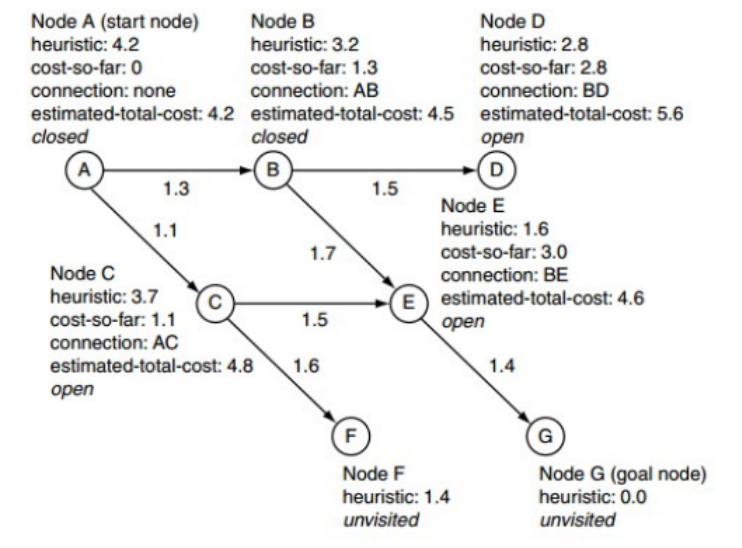 Node A (start node)
heuristic: 4.2
cost-so-far: 0
connection: none
estimated-total-cost: 4.2
closed
Node B
heuristic: 3.2
cost-so-far: 1.3
connection: AB
estimated-total-cost: 4.5
closed
Node D
heuristic: 2.8
cost-so-far: 2.8
connection: BD
estimated-total-cost: 5.6
open
A
B
D
1.3
1.5
1.1
1.7
Node E
heuristic: 1.6
cost-so-far: 3.0
connection: BE
estimated-total-cost: 4.6
open
Node C
heuristic: 3.7
cost-so-far: 1.1
connection: AC
estimated-total-cost: 4.8
open
C
E
1.5
1.6
1.4
F
G
Node F
heuristic: 1.4
unvisited
Node G (goal node)
heuristic: 0.0
unvisited